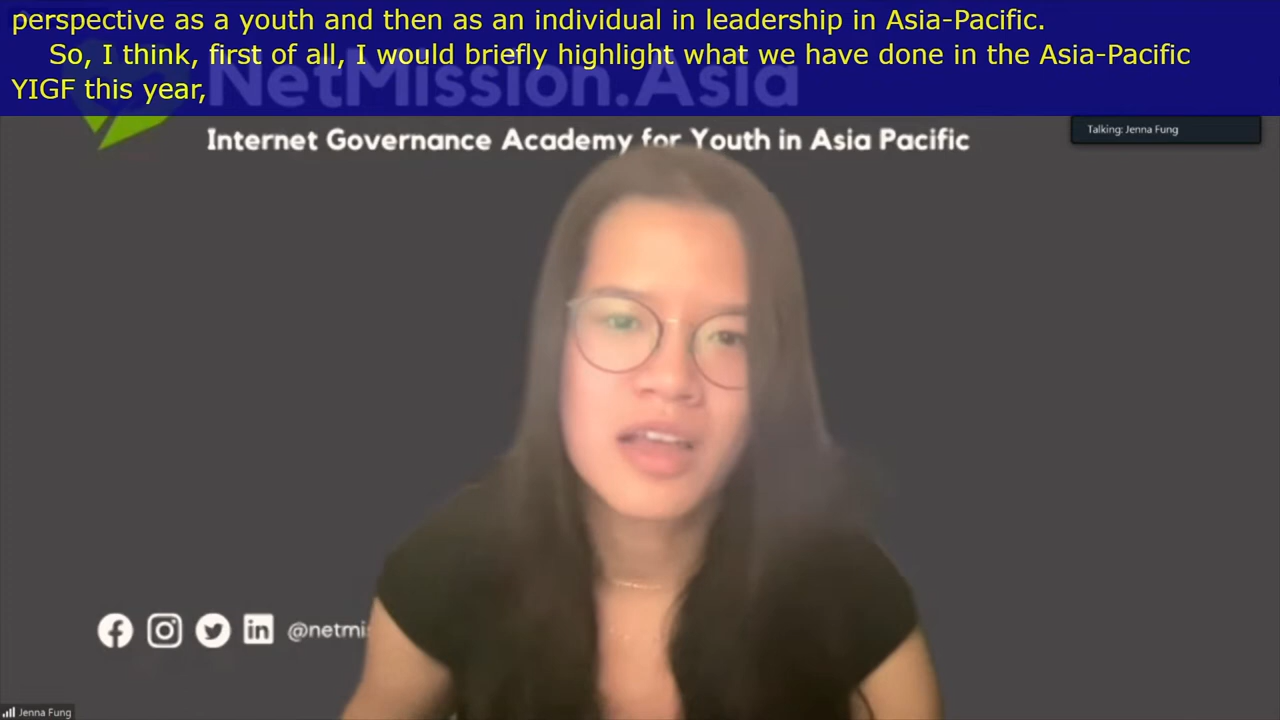 perspective as a youth and then as an individual in leadership in Asia-Pacific.
So, I think, first of all, I would briefly highlight what we have done in the Asia-Pacific
YIGF this year,
NetMission.Asia
Internet Governance Academy for Youth in Asia Pacific
Talking: Jenna Fung
@netmis
Jenna Fung